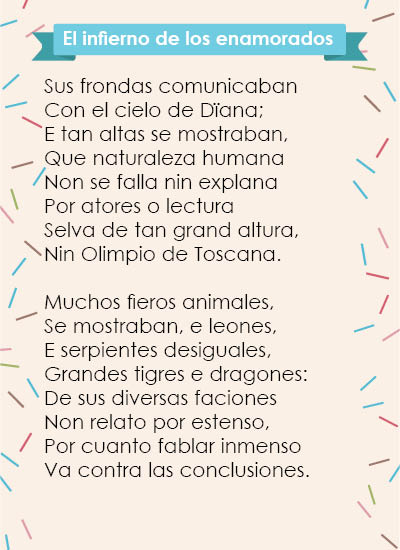 El infierno de los enamorados
Sus frondas comunicaban
Con el cielo de Dïana;
E tan altas se mostraban,
Que naturaleza humana
Non se falla nin explana
Por atores o lectura
Selva de tan grand altura,
Nin Olimpio de Toscana.
Muchos fieros animales,
Se mostraban, e leones,
E serpientes desiguales,
Grandes tigres e dragones:
De sus diversas faciones
Non relato por estenso,
Por cuanto fablar inmenso
Va contra las conclusiones.